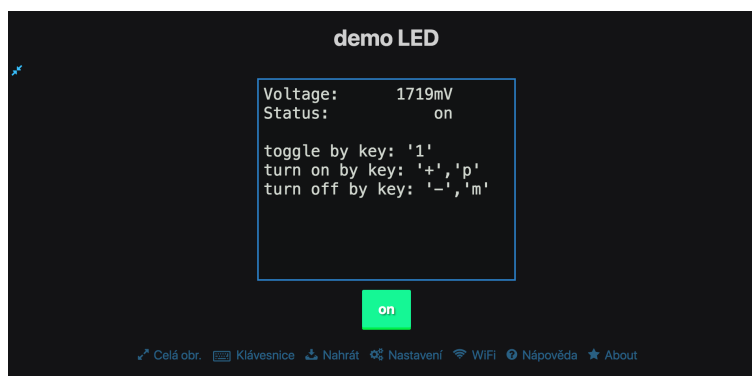 demo LED
Voltage: 1719mV
Status: on
toggle by key: '1'
turn on by key: '+','p'
turn off by key: '-','m'
on
Celá obr. Klávesnice Nahrát Nastavení WiFi Nápověda About